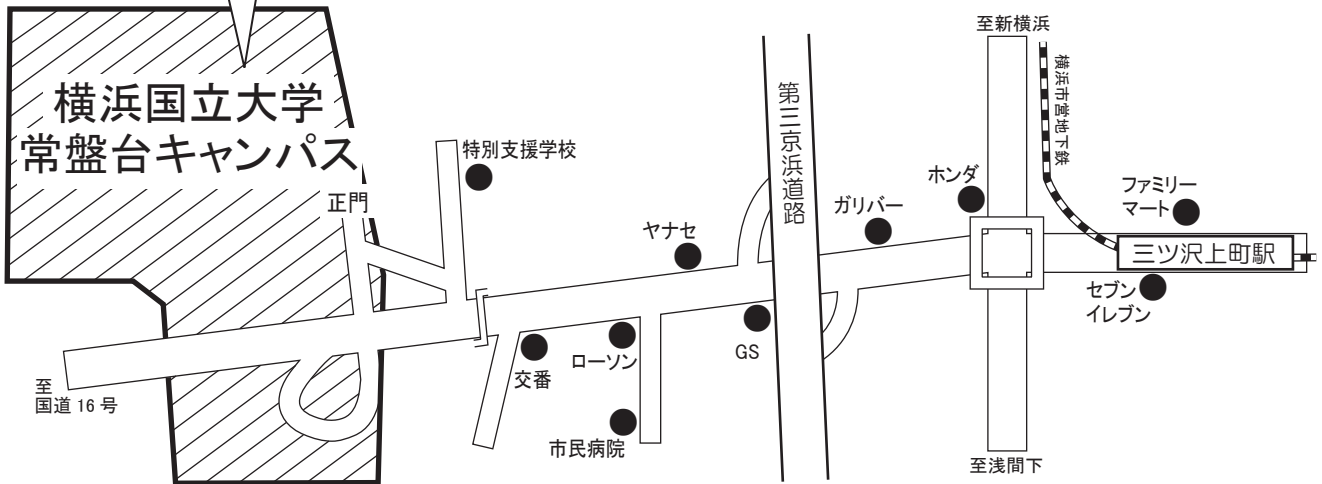 横浜国立大学
常盤台キャンパス
正門
至
国道 16 号
特別支援学校
交番
ローソン
市民病院
ヤナセ
GS
第三京浜道路
ガリバー
ホンダ
至新横浜
横浜市営地下鉄
ファミリー
マート
三ツ沢上町駅
セブン
イレブン
至浅間下